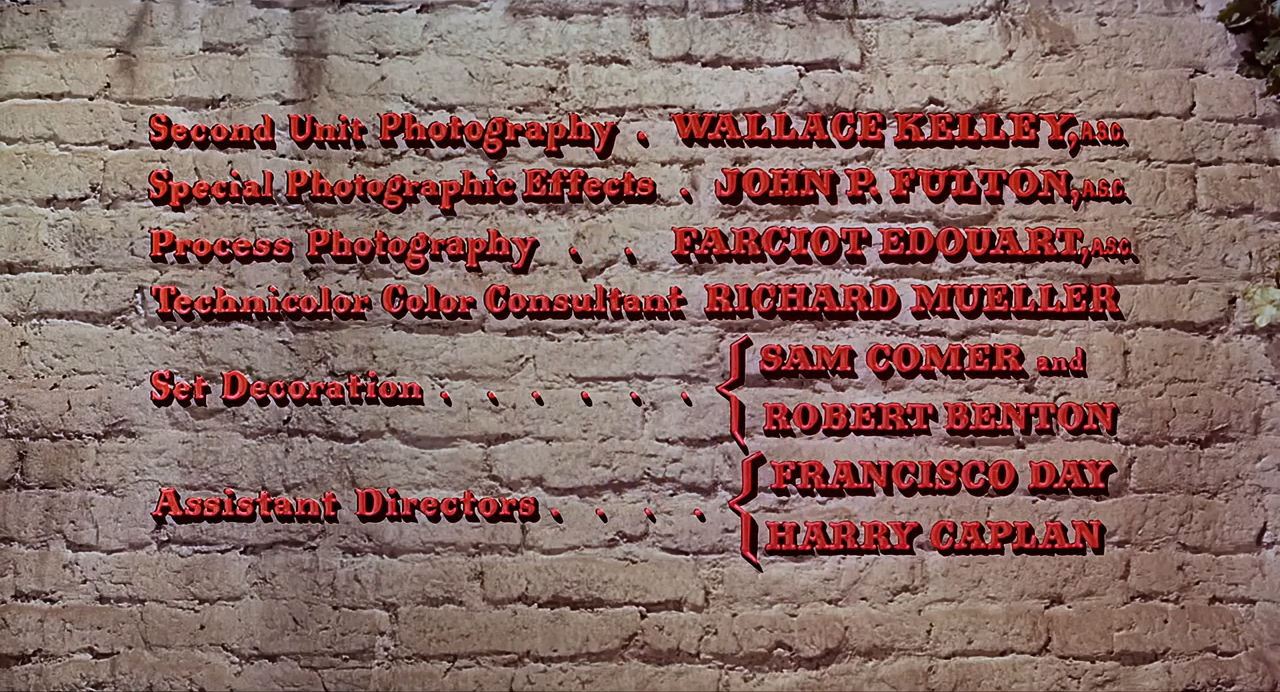 Second Unit Photography . WALLACE KELLEY, A.S.C.
Special Photographic Effects . JOHN P. FULTON, A.S.C.
Process Photography . . FARCIOT EDOUART, A.S.C.
Technicolor Color Consultant RICHARD MUELLER
Set Decoration . . . . . . { SAM COMER and
ROBERT BENTON
Assistant Directors . . . . { FRANCISCO DAY
HARRY CAPLAN